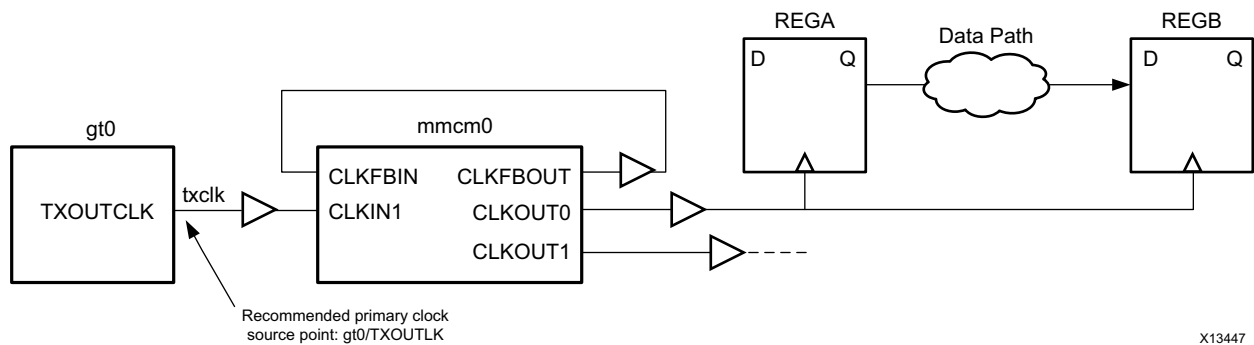 REGA
REGB
D
Q
Data Path
D
Q
gt0
mmcm0
TXOUTCLK
txclk
CLKFBIN
CLKFBOUT
CLKIN1
CLKOUT0
CLKOUT1
Recommended primary clock
source point: gt0/TXOUTLK
X13447